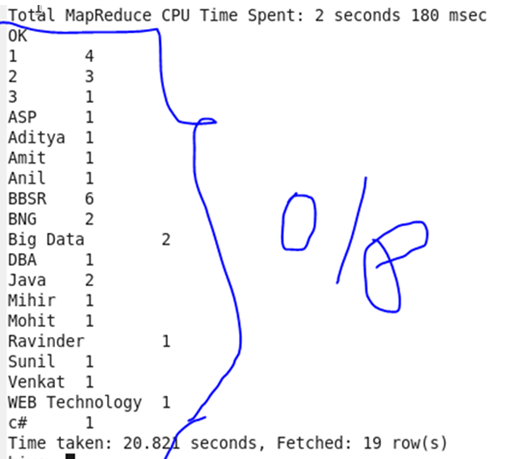 Total MapReduce CPU Time Spent: 2 seconds 180 msec
OK
1 4
2 3
3 1
ASP 1
Aditya 1
Amit 1
Anil 1
BBSR 6
BNG 2
Big Data 2
DBA 1
Java 2
Mihir 1
Mohit 1
Ravinder 1
Sunil 1
Venkat 1
WEB Technology 1
c# 1
Time taken: 20.821 seconds, Fetched: 19 row(s)
O/P